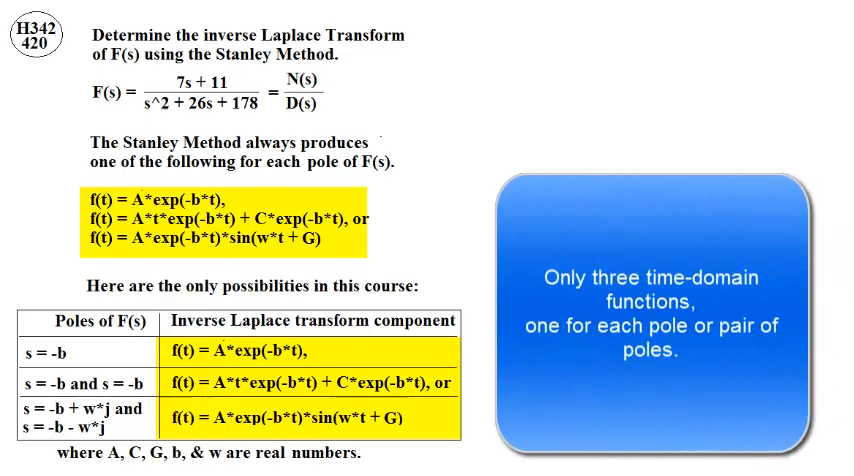 H342
420
Determine the inverse Laplace Transform
of F(s) using the Stanley Method.
F(s) = 7s + 11 / s^2 + 26s + 178 = N(s) / D(s)
The Stanley Method always produces
one of the following for each pole of F(s).
f(t) = A*exp(-b*t),
f(t) = A*t*exp(-b*t) + C*exp(-b*t), or
f(t) = A*exp(-b*t)*sin(w*t + G)
Here are the only possibilities in this course:
Poles of F(s) Inverse Laplace transform component
s = -b f(t) = A*exp(-b*t),
s = -b and s = -b f(t) = A*t*exp(-b*t) + C*exp(-b*t), or
s = -b + w*j and
s = -b - w*j f(t) = A*exp(-b*t)*sin(w*t + G)
where A, C, G, b, & w are real numbers.
Only three time-domain
functions,
one for each pole or pair of
poles.